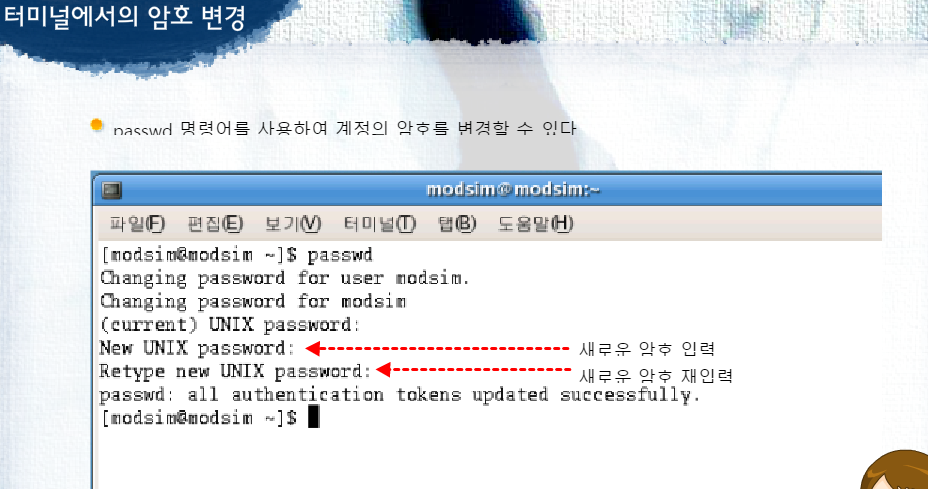 터미널에서의 암호 변경
passwd 명령어를 사용하여 계정의 암호를 변경할 수 있다
modsim@modsim:~
파일(F) 편집(E) 보기(V) 터미널(T) 탭(B) 도움말(H)
[modsim@modsim ~]$ passwd
Changing password for user modsim.
Changing password for modsim
(current) UNIX password:
New UNIX password: 새로운 암호 입력
Retype new UNIX password: 새로운 암호 재입력
passwd: all authentication tokens updated successfully.
[modsim@modsim ~]$